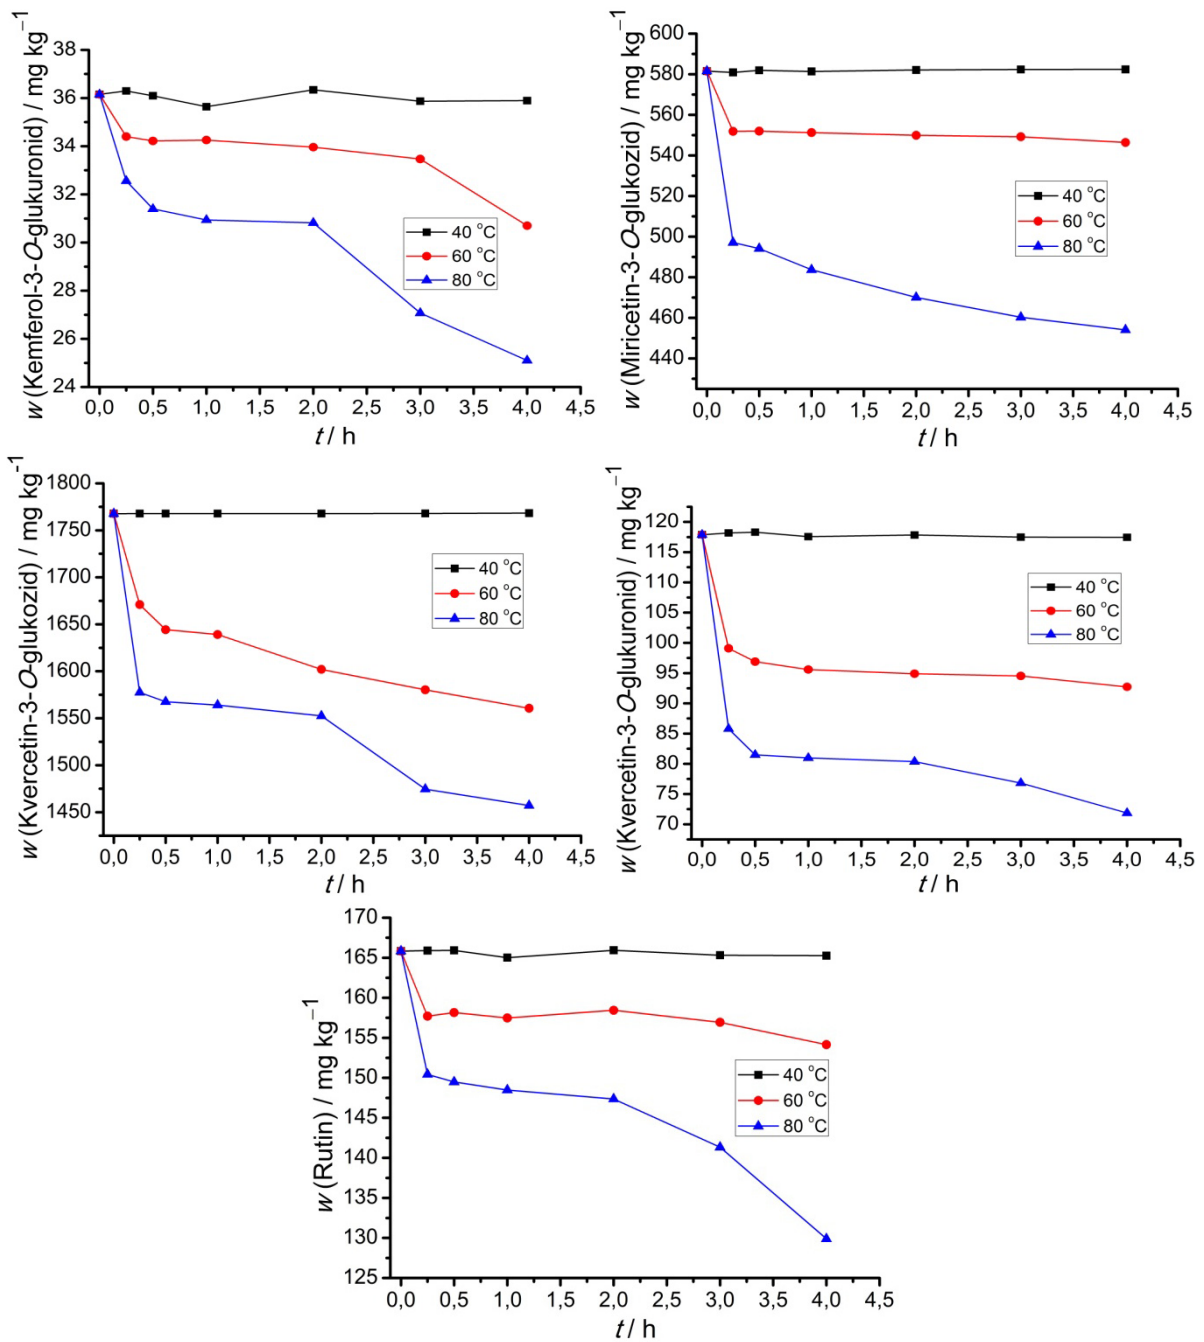 w (Kemferol-3-O-glukuronid) / mg kg⁻¹
38
36
34
32
30
28
26
24
40 °C
60 °C
80 °C
0,0 0,5 1,0 1,5 2,0 2,5 3,0 3,5 4,0 4,5
t / h
w (Miricetin-3-O-glukozid) / mg kg⁻¹
600
580
560
540
520
500
480
460
440
40 °C
60 °C
80 °C
0,0 0,5 1,0 1,5 2,0 2,5 3,0 3,5 4,0 4,5
t / h
w (Kvercetin-3-O-glukozid) / mg kg⁻¹
1800
1750
1700
1650
1600
1550
1500
1450
40 °C
60 °C
80 °C
0,0 0,5 1,0 1,5 2,0 2,5 3,0 3,5 4,0 4,5
t / h
w (Kvercetin-3-O-glukuronid) / mg kg⁻¹
120
115
110
105
100
95
90
85
80
75
70
40 °C
60 °C
80 °C
0,0 0,5 1,0 1,5 2,0 2,5 3,0 3,5 4,0 4,5
t / h
w (Rutin) / mg kg⁻¹
170
165
160
155
150
145
140
135
130
125
40 °C
60 °C
80 °C
0,0 0,5 1,0 1,5 2,0 2,5 3,0 3,5 4,0 4,5
t / h